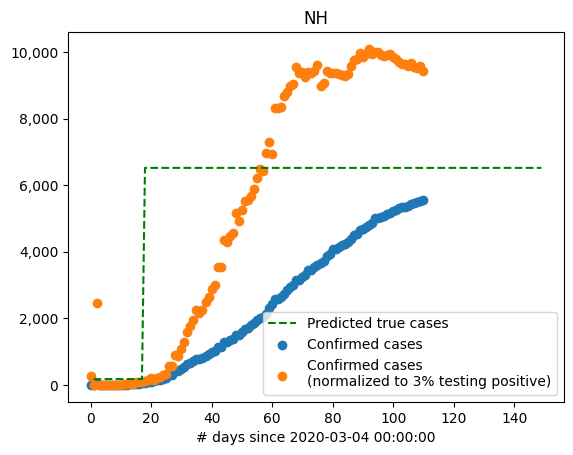 NH
10,000
8,000
6,000
4,000
2,000
0
Predicted true cases
Confirmed cases
Confirmed cases
(normalized to 3% testing positive)
0 20 40 60 80 100 120 140
# days since 2020-03-04 00:00:00